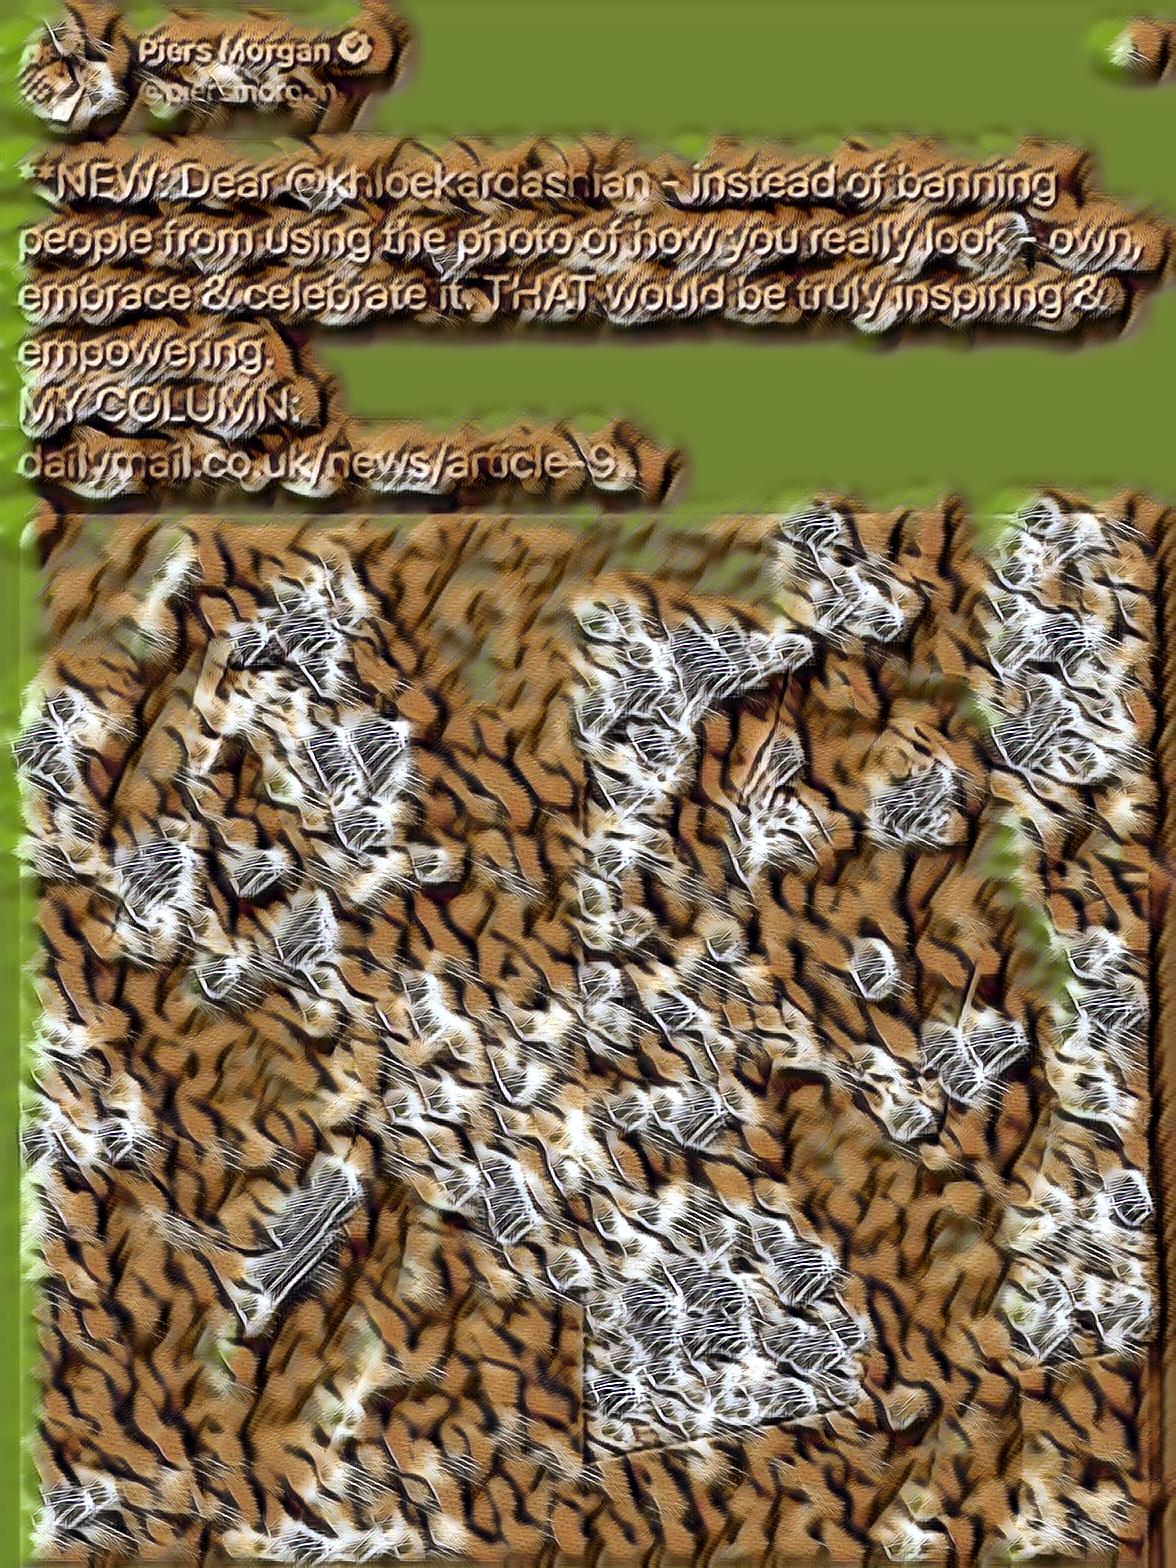 Piers Morgan
@piersmorgan
**NEW: Dear @khloekardashian - instead of banning
people from using the photo of how you really look - own,
embrace & celebrate it. THAT would be truly inspiring &
empowering.
MY COLUMN:
dailymail.co.uk/news/article-9